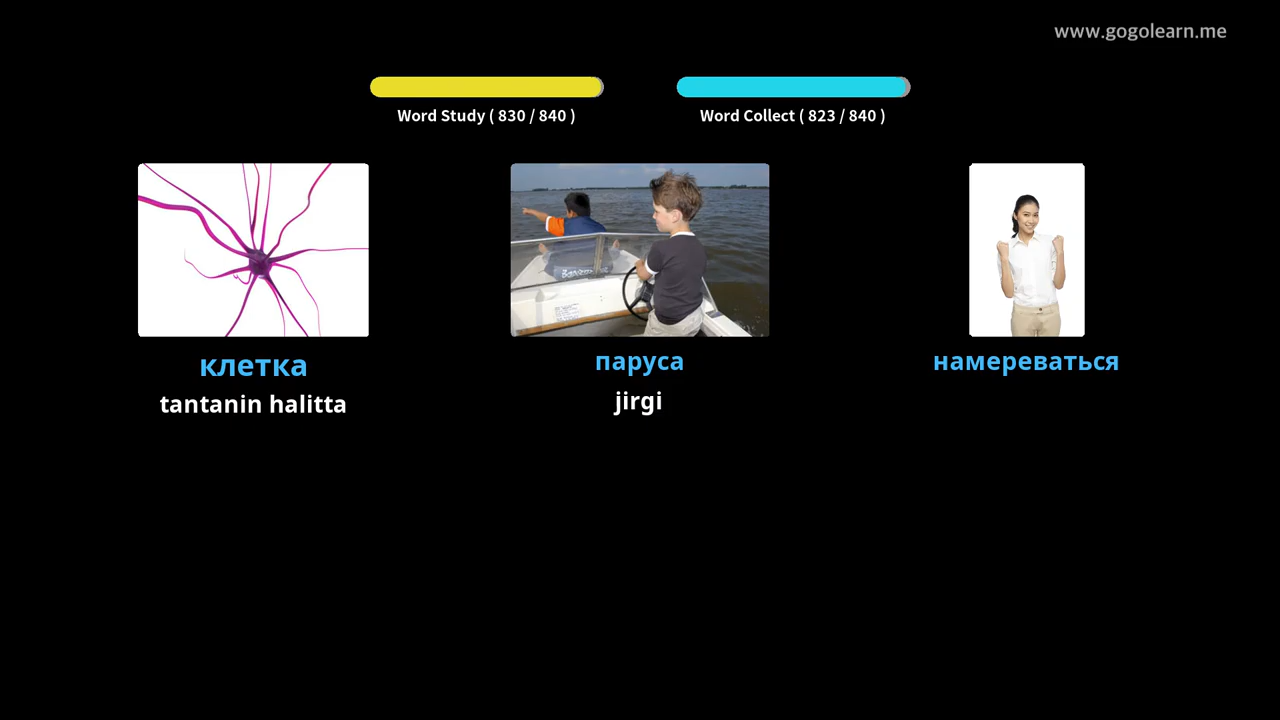 www.gogolearn.me
Word Study ( 830 / 840 )
Word Collect ( 823 / 840 )
клетка
паруса
намереваться
tantanin halitta
jirgi